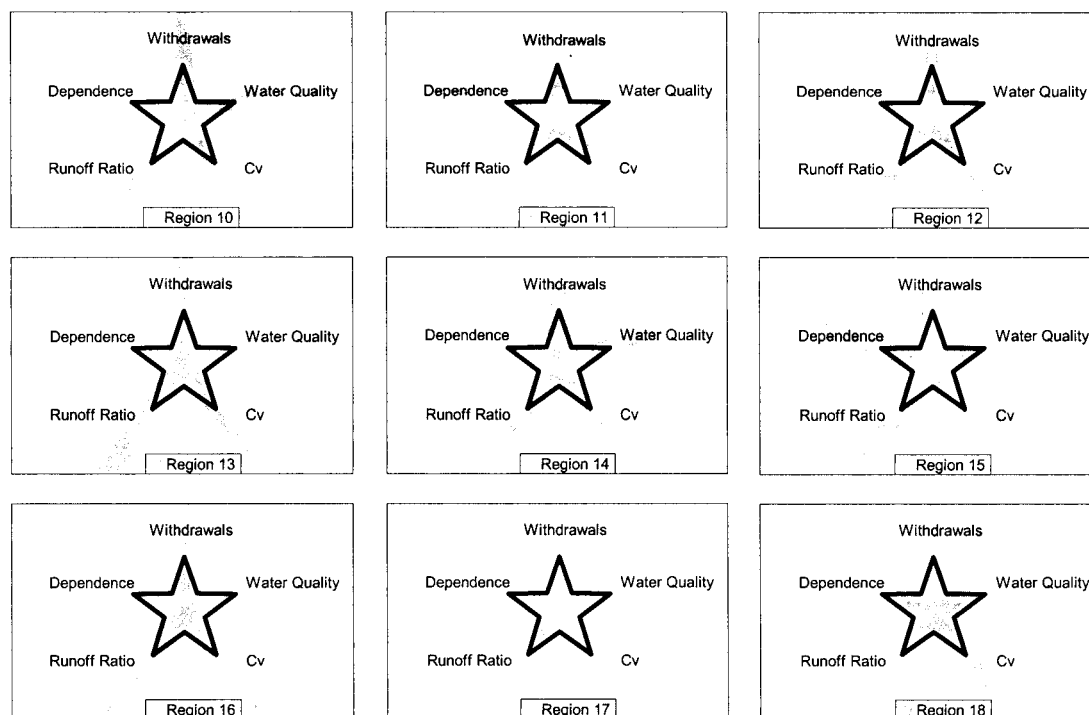 Withdrawals
Dependence
Water Quality
Runoff Ratio
Cv
Region 10
Withdrawals
Dependence
Water Quality
Runoff Ratio
Cv
Region 11
Withdrawals
Dependence
Water Quality
Runoff Ratio
Cv
Region 12
Withdrawals
Dependence
Water Quality
Runoff Ratio
Cv
Region 13
Withdrawals
Dependence
Water Quality
Runoff Ratio
Cv
Region 14
Withdrawals
Dependence
Water Quality
Runoff Ratio
Cv
Region 15
Withdrawals
Dependence
Water Quality
Runoff Ratio
Cv
Region 16
Withdrawals
Dependence
Water Quality
Runoff Ratio
Cv
Region 17
Withdrawals
Dependence
Water Quality
Runoff Ratio
Cv
Region 18